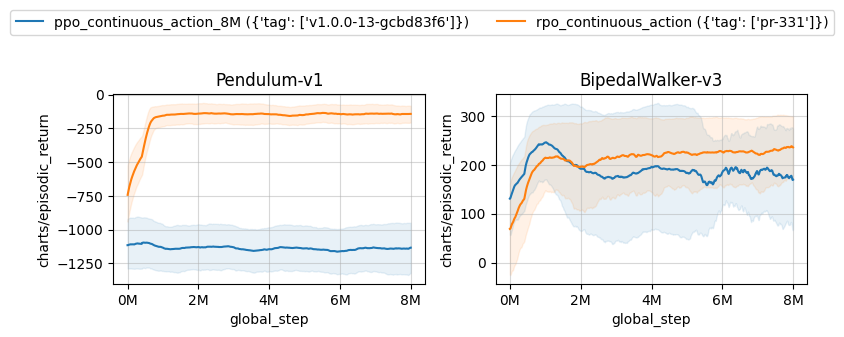 ppo_continuous_action_8M ({'tag': ['v1.0.0-13-gcbd83f6']})
rpo_continuous_action ({'tag': ['pr-331']})
Pendulum-v1
charts/episodic_return
0
−250
−500
−750
−1000
−1250
0M 2M 4M 6M 8M
global_step
BipedalWalker-v3
charts/episodic_return
300
200
100
0
0M 2M 4M 6M 8M
global_step